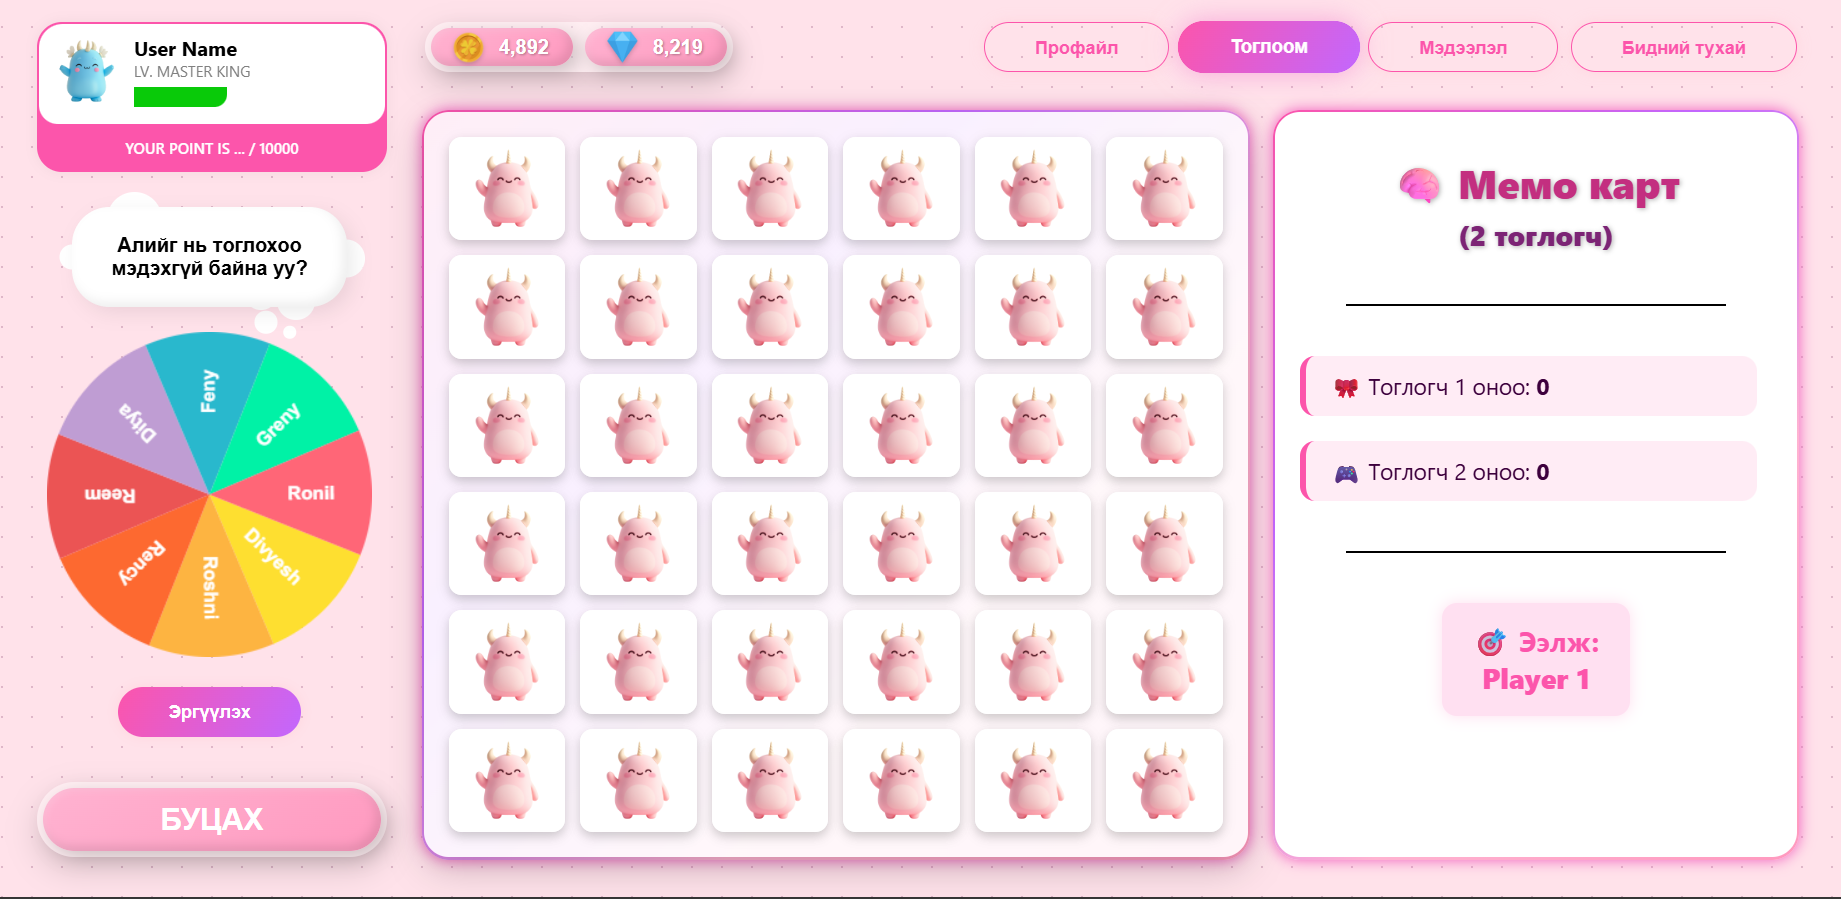 User Name
LV. MASTER KING
YOUR POINT IS ... / 10000
4,892
8,219
Профайл
Тоглоом
Мэдээлэл
Бидний тухай
Алийг нь тоглохоо
мэдэхгүй байна уу?
Feny
Greny
Ronil
Divyesh
Roshni
Rency
Reem
Ditya
Эргүүлэх
БУЦАХ
Мемо карт
(2 тоглогч)
Тоглогч 1 оноо: 0
Тоглогч 2 оноо: 0
Ээлж:
Player 1